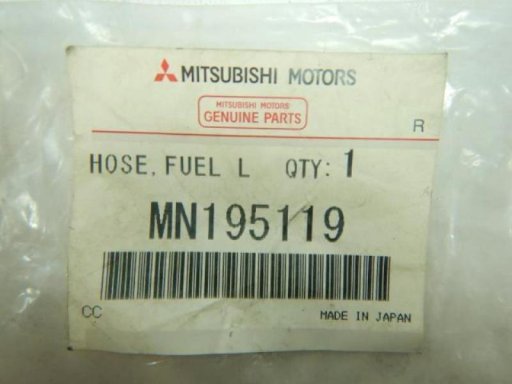 MITSUBISHI MOTORS
MITSUBISHI MOTORS
GENUINE PARTS
R
HOSE, FUEL L QTY: 1
MN195119
CC MADE IN JAPAN